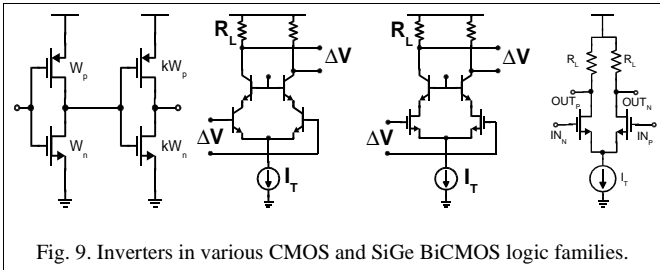 W_p
kW_p
W_n
kW_n
R_L
ΔV
ΔV
I_T
R_L
ΔV
ΔV
I_T
R_L
R_L
OUT_P
OUT_N
IN_N
IN_P
I_T
Fig. 9. Inverters in various CMOS and SiGe BiCMOS logic families.